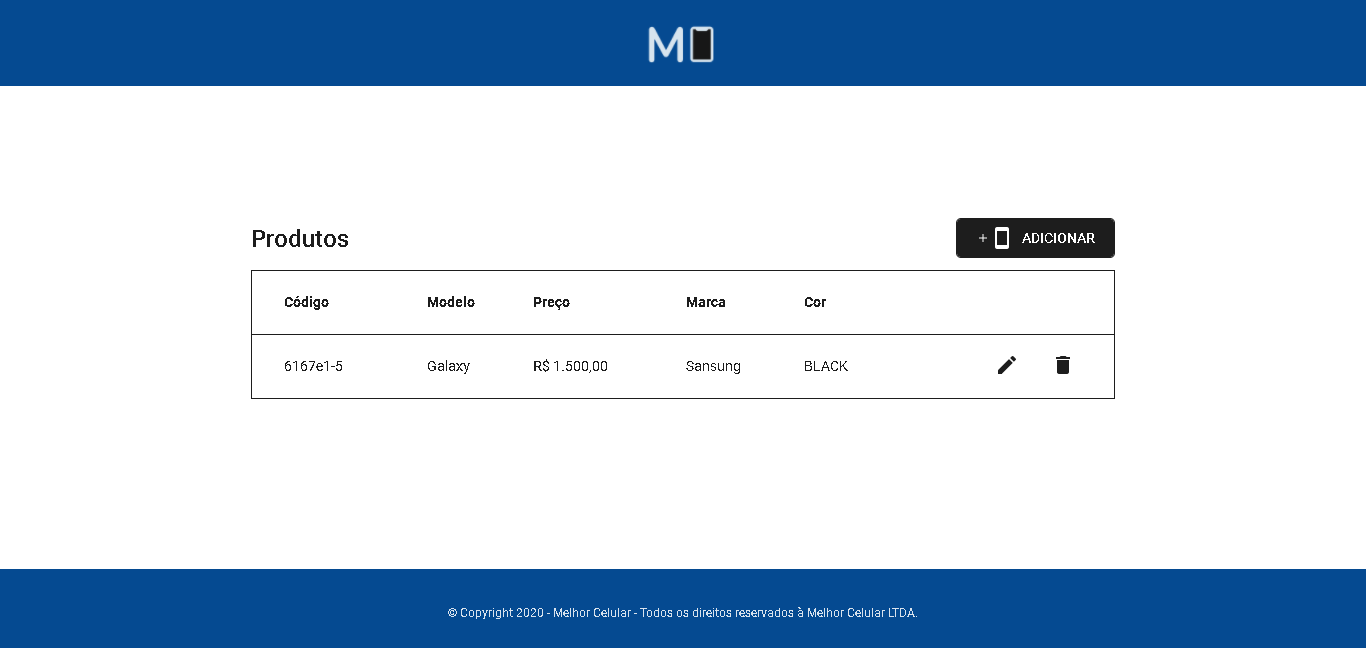 M
Produtos
+ ADICIONAR
Código Modelo Preço Marca Cor
6167e1-5 Galaxy R$ 1.500,00 Sansung BLACK
© Copyright 2020 - Melhor Celular - Todos os direitos reservados à Melhor Celular LTDA.